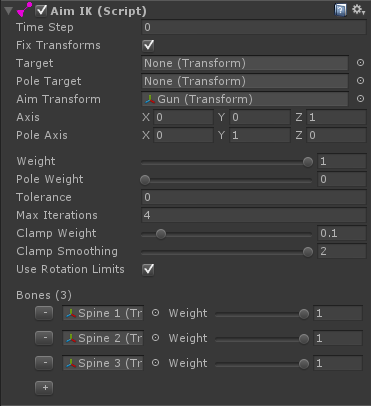 Aim IK (Script)
Time Step 0
Fix Transforms
Target None (Transform)
Pole Target None (Transform)
Aim Transform Gun (Transform)
Axis X 0 Y 0 Z 1
Pole Axis X 0 Y 1 Z 0
Weight 1
Pole Weight 0
Tolerance 0
Max Iterations 4
Clamp Weight 0.1
Clamp Smoothing 2
Use Rotation Limits
Bones (3)
- Spine 1 (Tr Weight 1
- Spine 2 (Tr Weight 1
- Spine 3 (Tr Weight 1
+